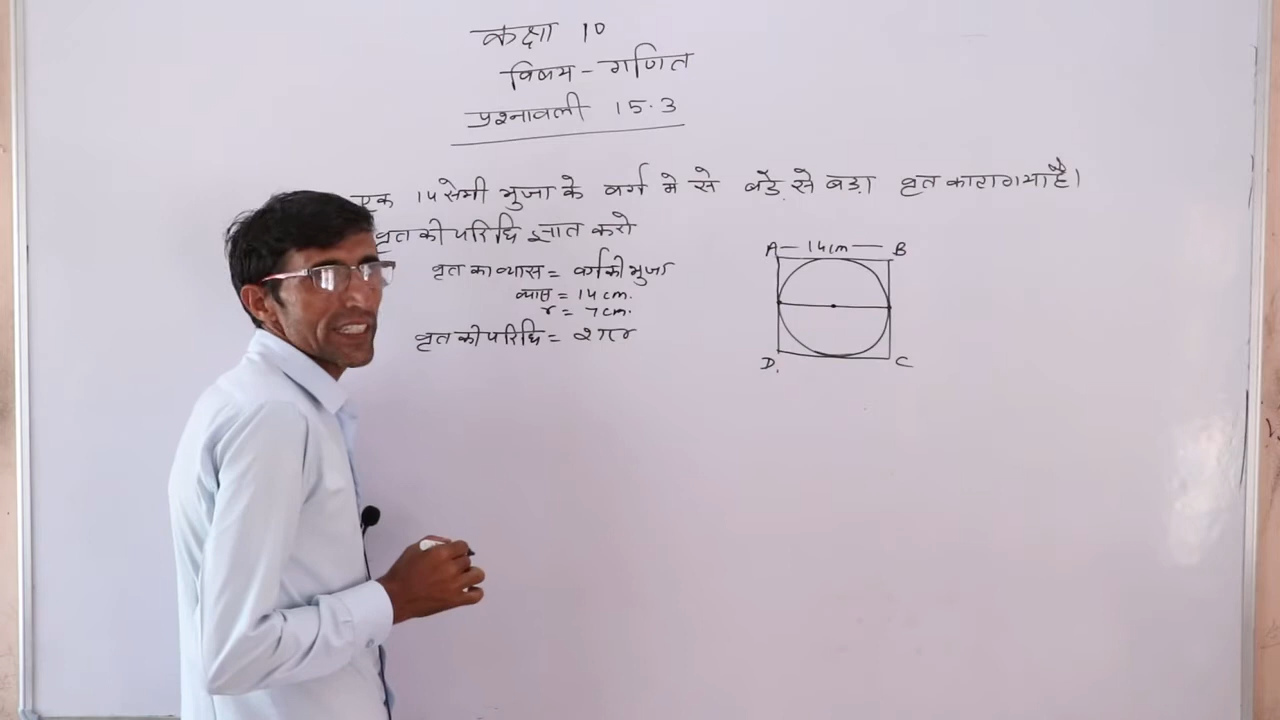 कक्षा 10
विषय - गणित
प्रश्नावली 15.3
एक 14 सेमी भुजा के वर्ग मे से बड़े से बड़ा वृत काटा गया है।
वृत की परिधि ज्ञात करो
वृत का व्यास = वर्ग की भुजा
व्यास = 14 cm.
r = 7 cm.
वृत की परिधि = 2πr
A — 14cm — B
D. C